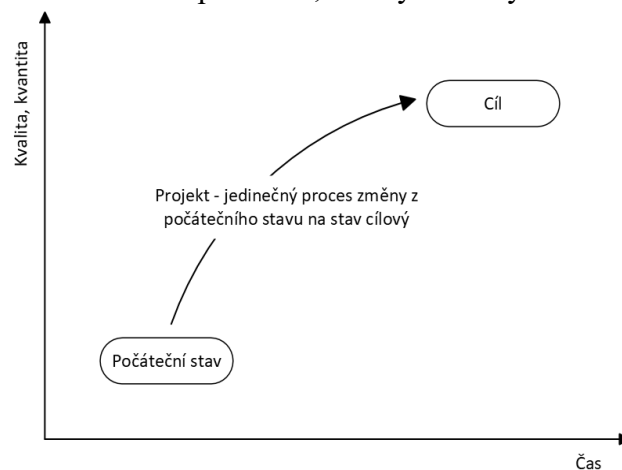 Kvalita, kvantita
Cíl
Projekt - jedinečný proces změny z
počátečního stavu na stav cílový
Počáteční stav
Čas